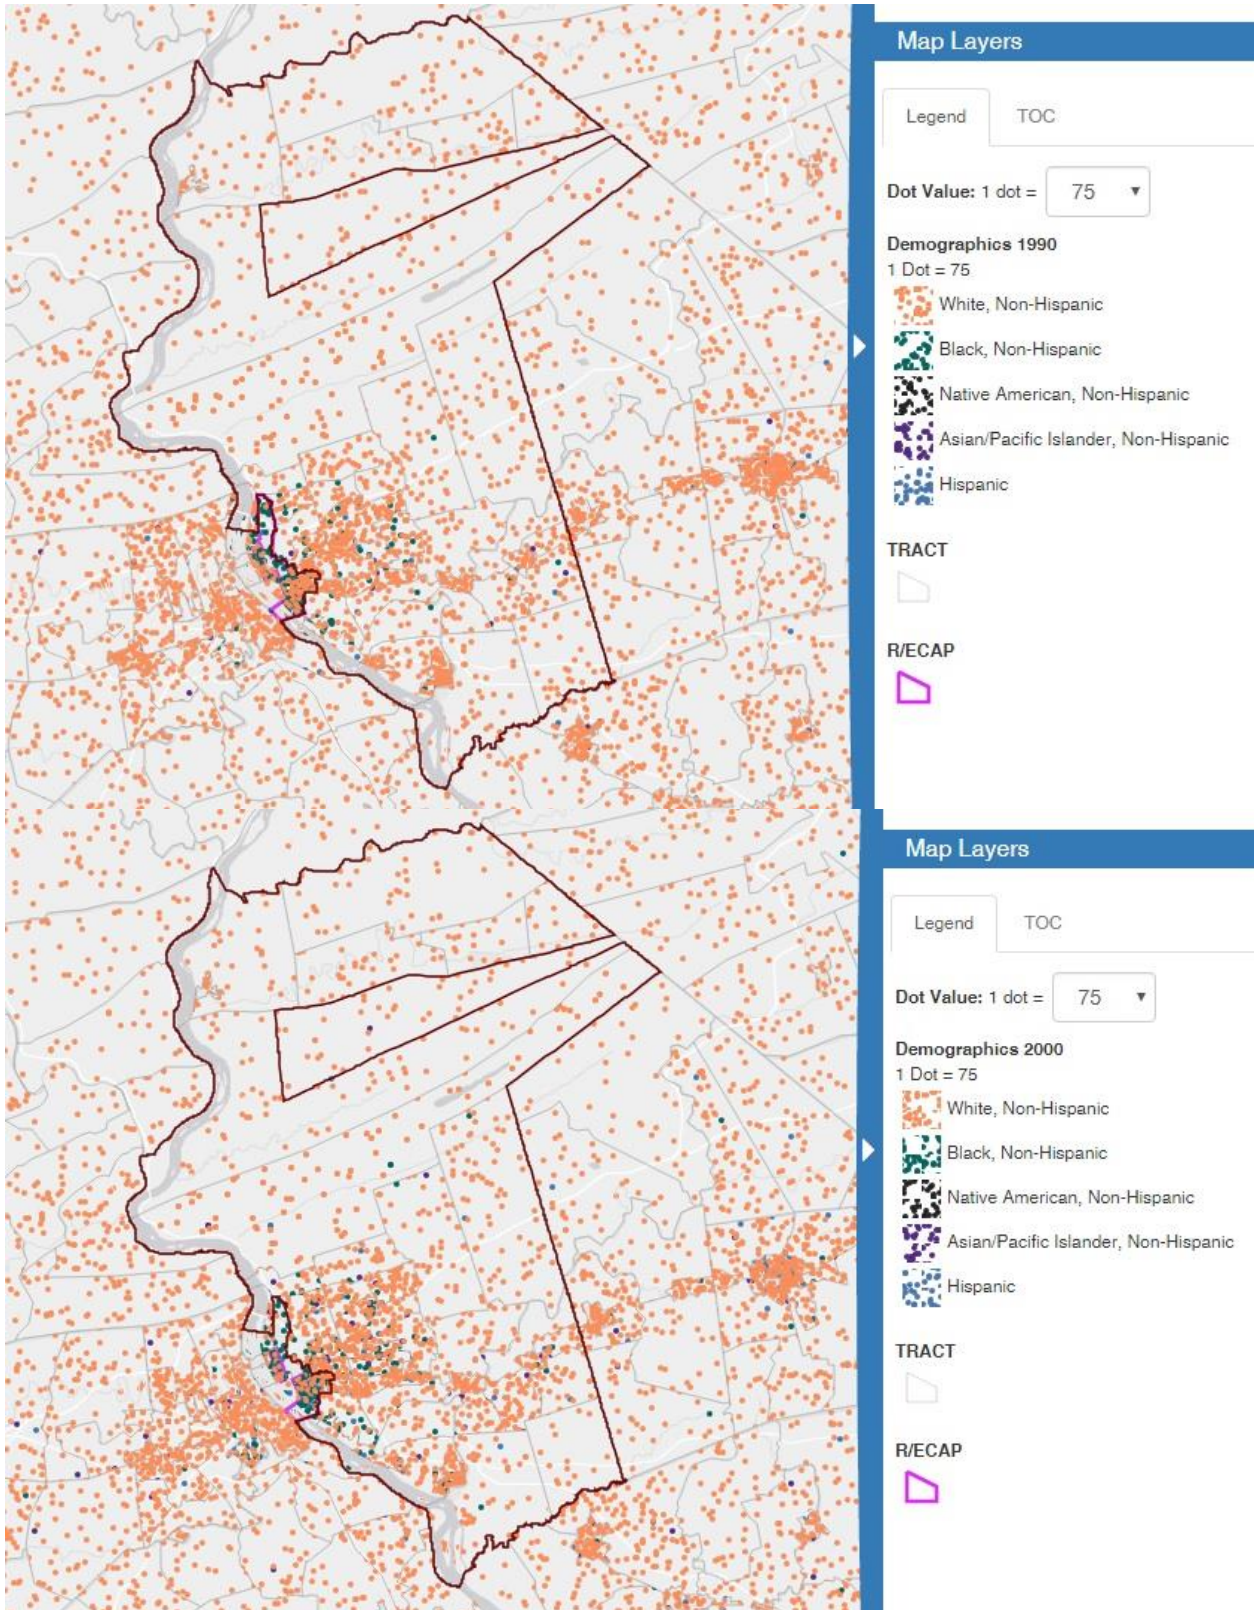 Map Layers
Legend TOC
Dot Value: 1 dot = 75
Demographics 1990
1 Dot = 75
White, Non-Hispanic
Black, Non-Hispanic
Native American, Non-Hispanic
Asian/Pacific Islander, Non-Hispanic
Hispanic
TRACT
R/ECAP
Map Layers
Legend TOC
Dot Value: 1 dot = 75
Demographics 2000
1 Dot = 75
White, Non-Hispanic
Black, Non-Hispanic
Native American, Non-Hispanic
Asian/Pacific Islander, Non-Hispanic
Hispanic
TRACT
R/ECAP